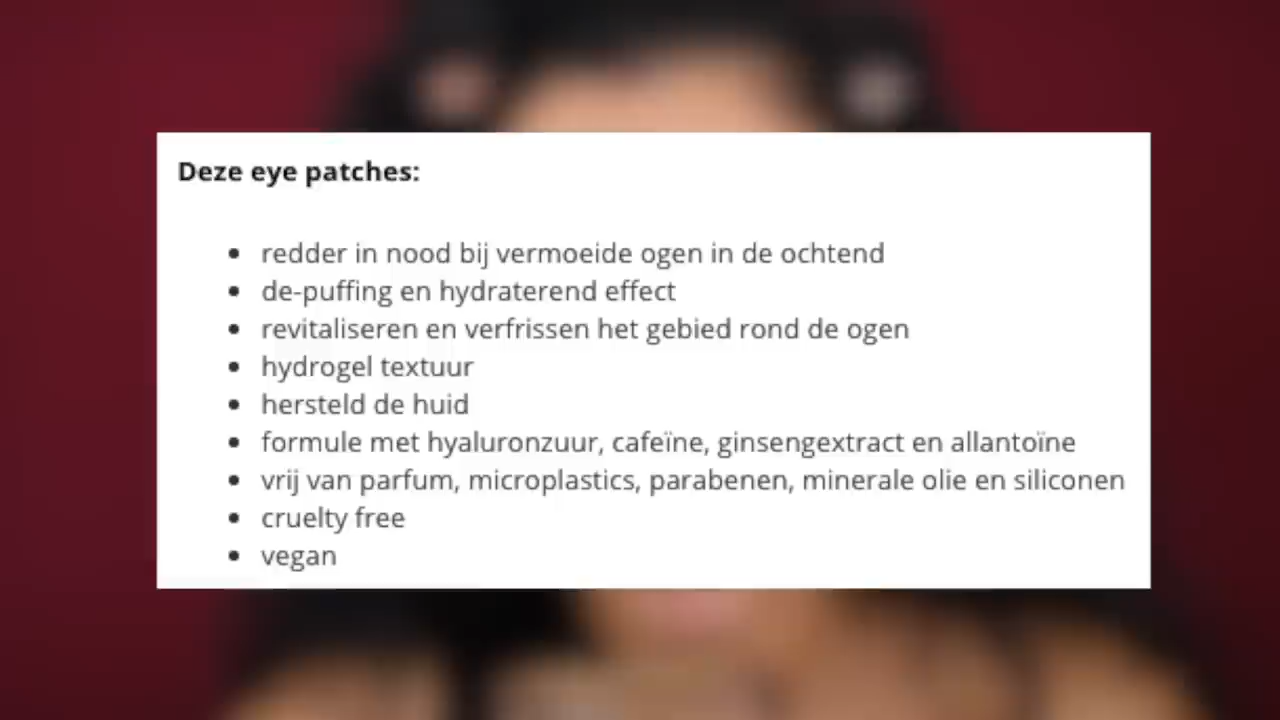 Deze eye patches:
redder in nood bij vermoeide ogen in de ochtend
de-puffing en hydraterend effect
revitaliseren en verfrissen het gebied rond de ogen
hydrogel textuur
hersteld de huid
formule met hyaluronzuur, cafeïne, ginsengextract en allantoïne
vrij van parfum, microplastics, parabenen, minerale olie en siliconen
cruelty free
vegan